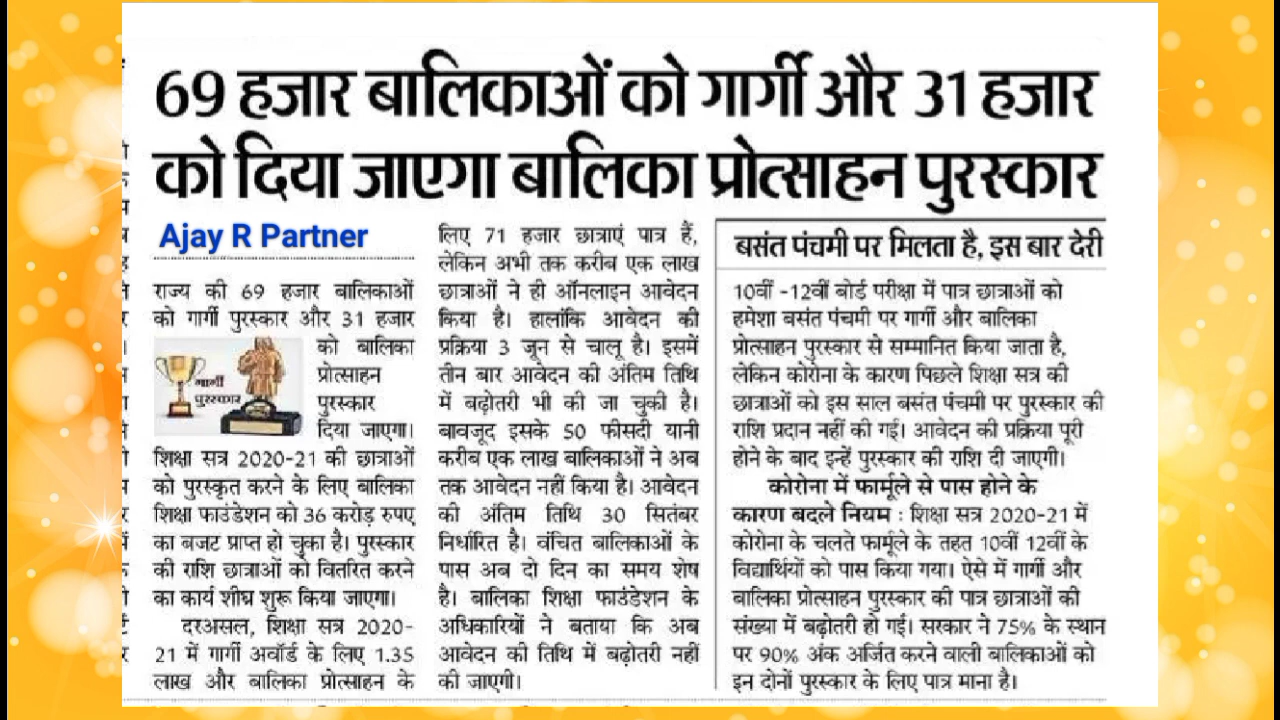 69 हजार बालिकाओं को गार्गी और 31 हजार
को दिया जाएगा बालिका प्रोत्साहन पुरस्कार
Ajay R Partner
राज्य की 69 हजार बालिकाओं
को गार्गी पुरस्कार और 31 हजार
को बालिका
प्रोत्साहन
पुरस्कार
दिया जाएगा।
गार्गी
पुरस्कार
शिक्षा सत्र 2020-21 की छात्राओं
को पुरस्कृत करने के लिए बालिका
शिक्षा फाउंडेशन को 36 करोड़ रुपए
का बजट प्राप्त हो चुका है। पुरस्कार
की राशि छात्राओं को वितरित करने
का कार्य शीघ्र शुरू किया जाएगा।
दरअसल, शिक्षा सत्र 2020-
21 में गार्गी अवॉर्ड के लिए 1.35
लाख और बालिका प्रोत्साहन के
लिए 71 हजार छात्राएं पात्र हैं,
लेकिन अभी तक करीब एक लाख
छात्राओं ने ही ऑनलाइन आवेदन
किया है। हालांकि आवेदन की
प्रक्रिया 3 जून से चालू है। इसमें
तीन बार आवेदन की अंतिम तिथि
में बढ़ोतरी भी की जा चुकी है।
बावजूद इसके 50 फीसदी यानी
करीब एक लाख बालिकाओं ने अब
तक आवेदन नहीं किया है। आवेदन
की अंतिम तिथि 30 सितंबर
निर्धारित है। वंचित बालिकाओं के
पास अब दो दिन का समय शेष
है। बालिका शिक्षा फाउंडेशन के
अधिकारियों ने बताया कि अब
आवेदन की तिथि में बढ़ोतरी नहीं
की जाएगी।
बसंत पंचमी पर मिलता है, इस बार देरी
10वीं -12वीं बोर्ड परीक्षा में पात्र छात्राओं को
हमेशा बसंत पंचमी पर गार्गी और बालिका
प्रोत्साहन पुरस्कार से सम्मानित किया जाता है,
लेकिन कोरोना के कारण पिछले शिक्षा सत्र की
छात्राओं को इस साल बसंत पंचमी पर पुरस्कार की
राशि प्रदान नहीं की गई। आवेदन की प्रक्रिया पूरी
होने के बाद इन्हें पुरस्कार की राशि दी जाएगी।
कोरोना में फार्मूले से पास होने के
कारण बदले नियम : शिक्षा सत्र 2020-21 में
कोरोना के चलते फार्मूले के तहत 10वीं 12वीं के
विद्यार्थियों को पास किया गया। ऐसे में गार्गी और
बालिका प्रोत्साहन पुरस्कार की पात्र छात्राओं की
संख्या में बढ़ोतरी हो गई। सरकार ने 75% के स्थान
पर 90% अंक अर्जित करने वाली बालिकाओं को
इन दोनों पुरस्कार के लिए पात्र माना है।